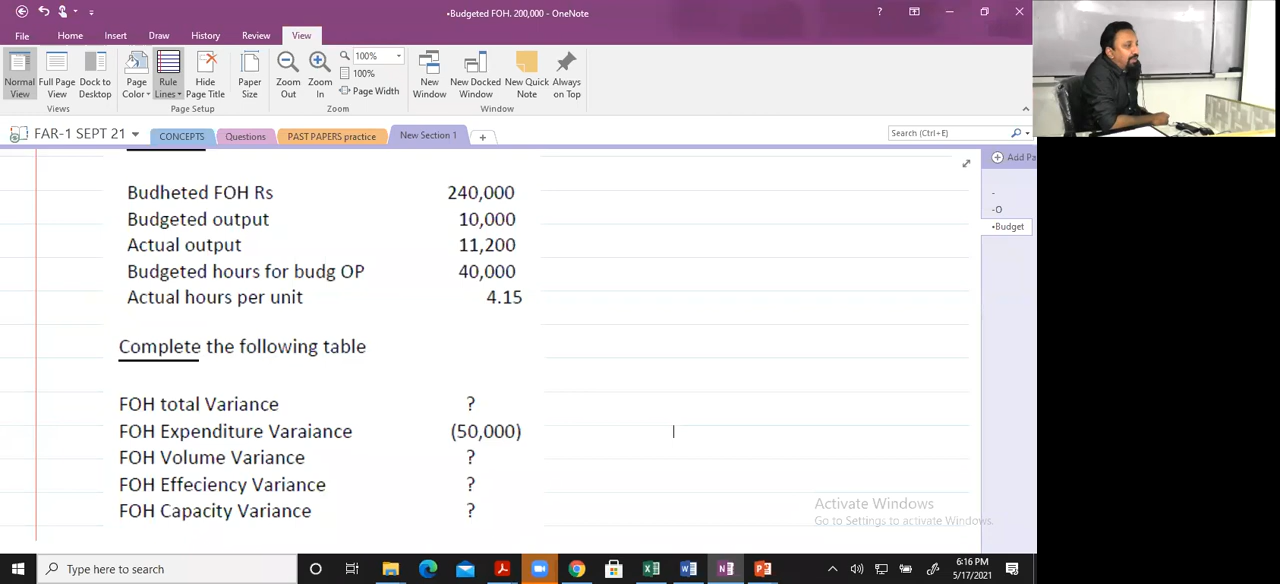 •Budgeted FOH. 200,000 - OneNote
?
File Home Insert Draw History Review View
Normal View
Full Page View
Dock to Desktop
Page Color
Rule Lines
Hide Page Title
Paper Size
Zoom Out
Zoom In
100%
100%
Page Width
New Window
New Docked Window
New Quick Note
Always on Top
Views
Page Setup
Zoom
Window
FAR-1 SEPT 21
CONCEPTS
Questions
PAST PAPERS practice
New Section 1
+
Search (Ctrl+E)
Add Pa
-
-O
•Budget
Budheted FOH Rs 240,000
Budgeted output 10,000
Actual output 11,200
Budgeted hours for budg OP 40,000
Actual hours per unit 4.15
Complete the following table
FOH total Variance ?
FOH Expenditure Varaiance (50,000)
FOH Volume Variance ?
FOH Effeciency Variance ?
FOH Capacity Variance ?
Activate Windows
Go to Settings to activate Windows.
Type here to search
6:16 PM
5/17/2021